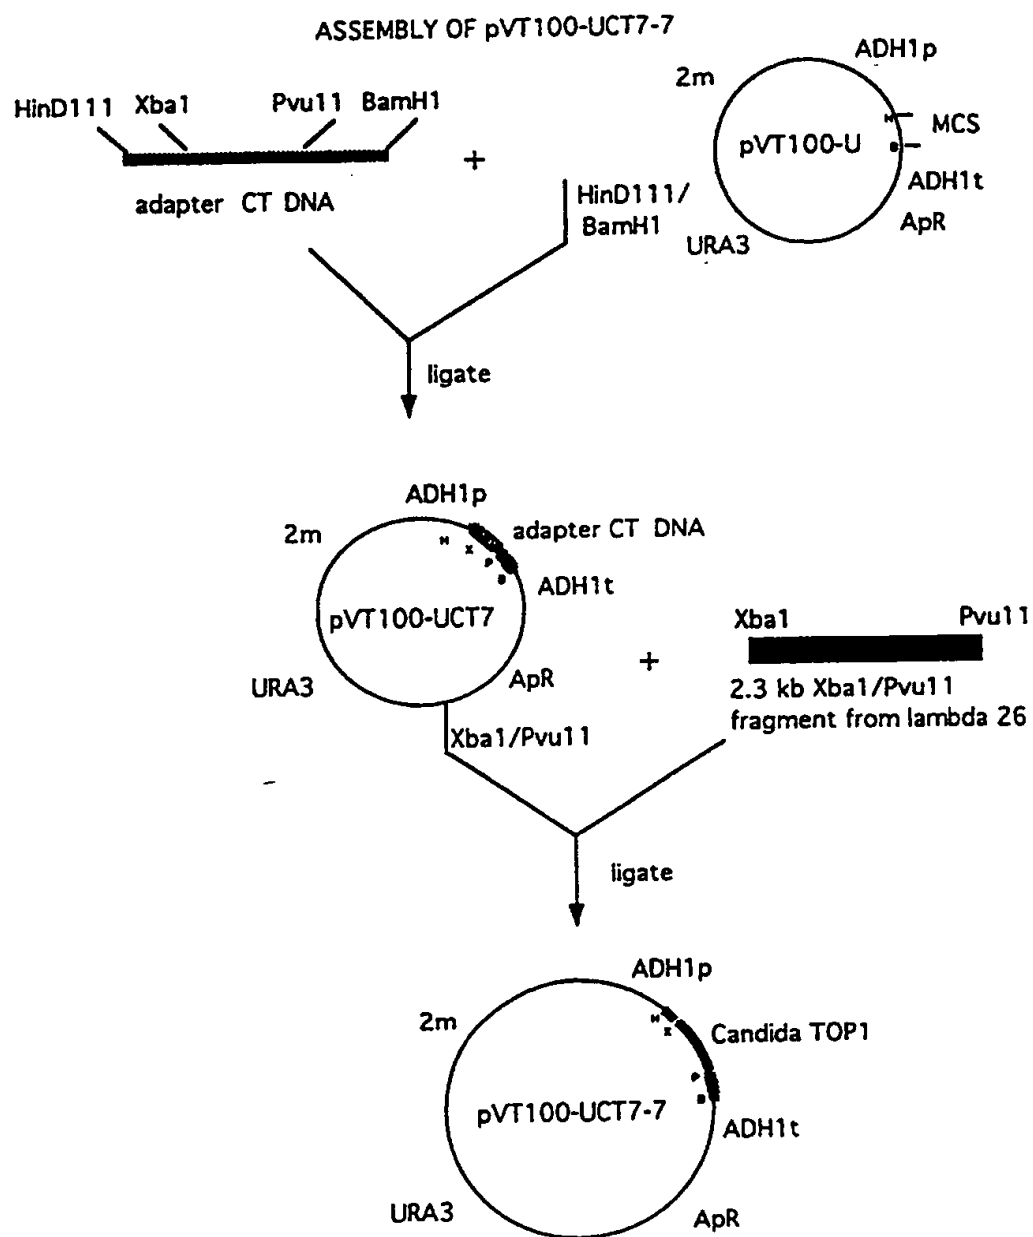 ASSEMBLY OF pVT100-UCT7-7
HinD111 Xba1 Pvu11 BamH1
adapter CT DNA
+
HinD111/
BamH1
2m
ADH1p
H
MCS
pVT100-U
B
ADH1t
ApR
URA3
ligate
ADH1p
2m
adapter CT DNA
H
X
P
B
ADH1t
pVT100-UCT7
URA3
ApR
Xba1/Pvu11
+
Xba1 Pvu11
2.3 kb Xba1/Pvu11
fragment from lambda 26
ligate
ADH1p
2m
H
X
Candida TOP1
P
B
pVT100-UCT7-7
ADH1t
URA3
ApR